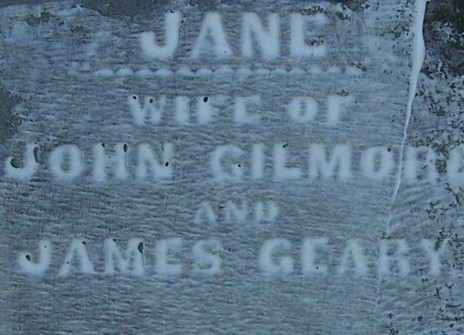 JANE
WIFE OF
JOHN GILMORE
AND
JAMES GEARY